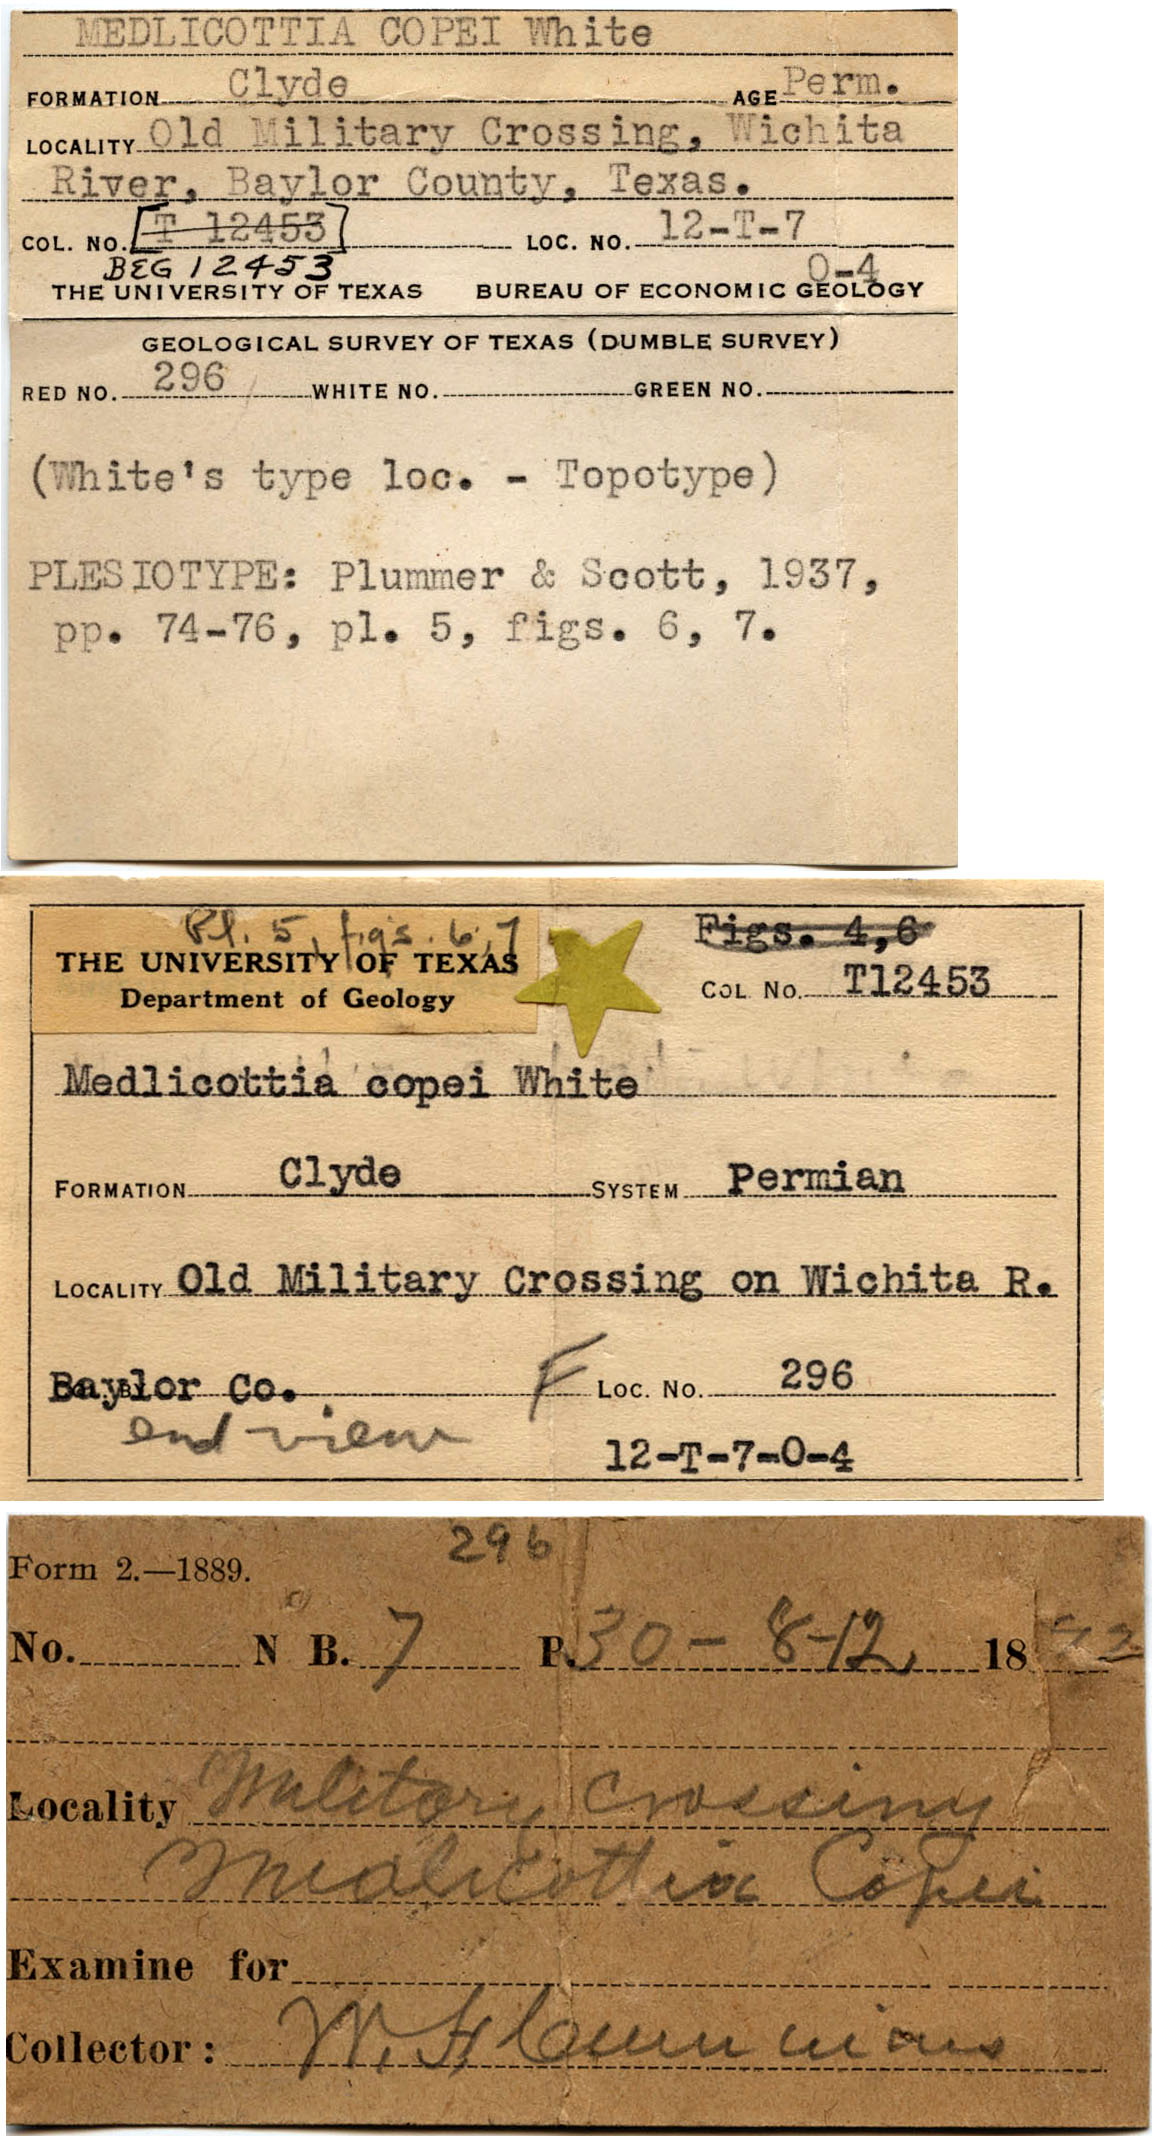 MEDLICOTTIA COPEI White
FORMATION Clyde AGE Perm.
LOCALITY Old Military Crossing, Wichita
River, Baylor County, Texas.
COL. NO. T 12453 LOC. NO. 12-T-7
BEG 12453 0-4
THE UNIVERSITY OF TEXAS BUREAU OF ECONOMIC GEOLOGY
GEOLOGICAL SURVEY OF TEXAS (DUMBLE SURVEY)
RED NO. 296 WHITE NO. GREEN NO.
(White's type loc. - Topotype)
PLESIOTYPE: Plummer & Scott, 1937,
pp. 74-76, pl. 5, figs. 6, 7.
Pl. 5, figs. 6, 7 Figs. 4,6
THE UNIVERSITY OF TEXAS
Department of Geology COL. NO. T12453
Medlicottia copei White
FORMATION Clyde SYSTEM Permian
LOCALITY Old Military Crossing on Wichita R.
Baylor Co. F LOC. NO. 296
end view 12-T-7-0-4
296
Form 2.—1889.
No. N B. 7 P. 30 - 8-12 18
Locality Military Crossing
Medlicottia Copei
Examine for
Collector: W. F. Cummins